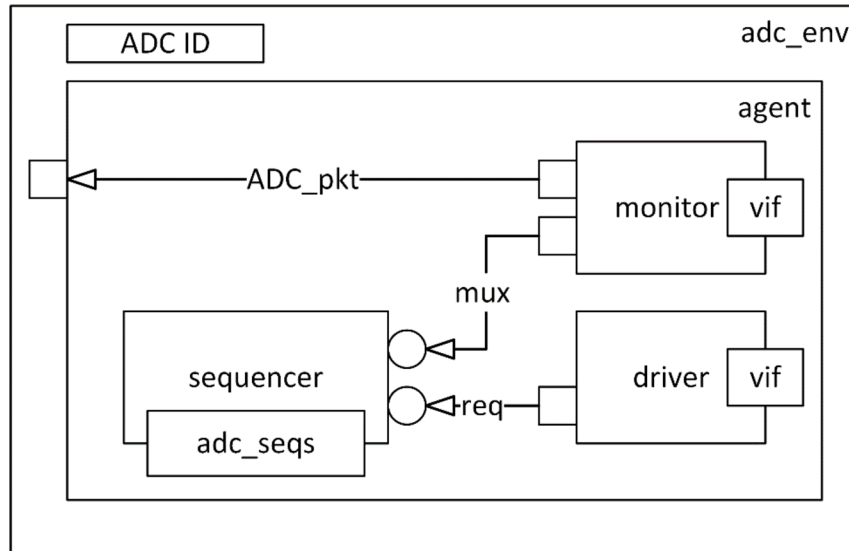 ADC ID
adc_env
agent
ADC_pkt
monitor
vif
mux
sequencer
driver
vif
req
adc_seqs